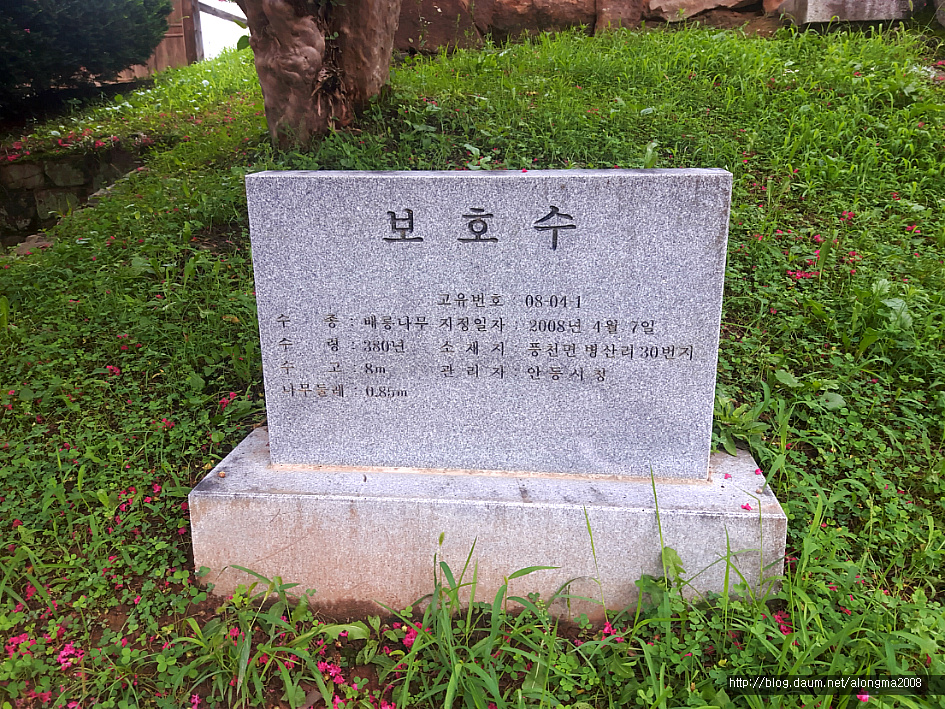 보호수
고유번호 : 08-04-1
수 종 : 배롱나무 지정일자 : 2008년 4월 7일
수 령 : 380년 소 재 지 : 풍천면 병산리 30번지
수 고 : 8m 관 리 자 : 안동시장
나무둘레 : 0.85m
http://blog.daum.net/alongma2008